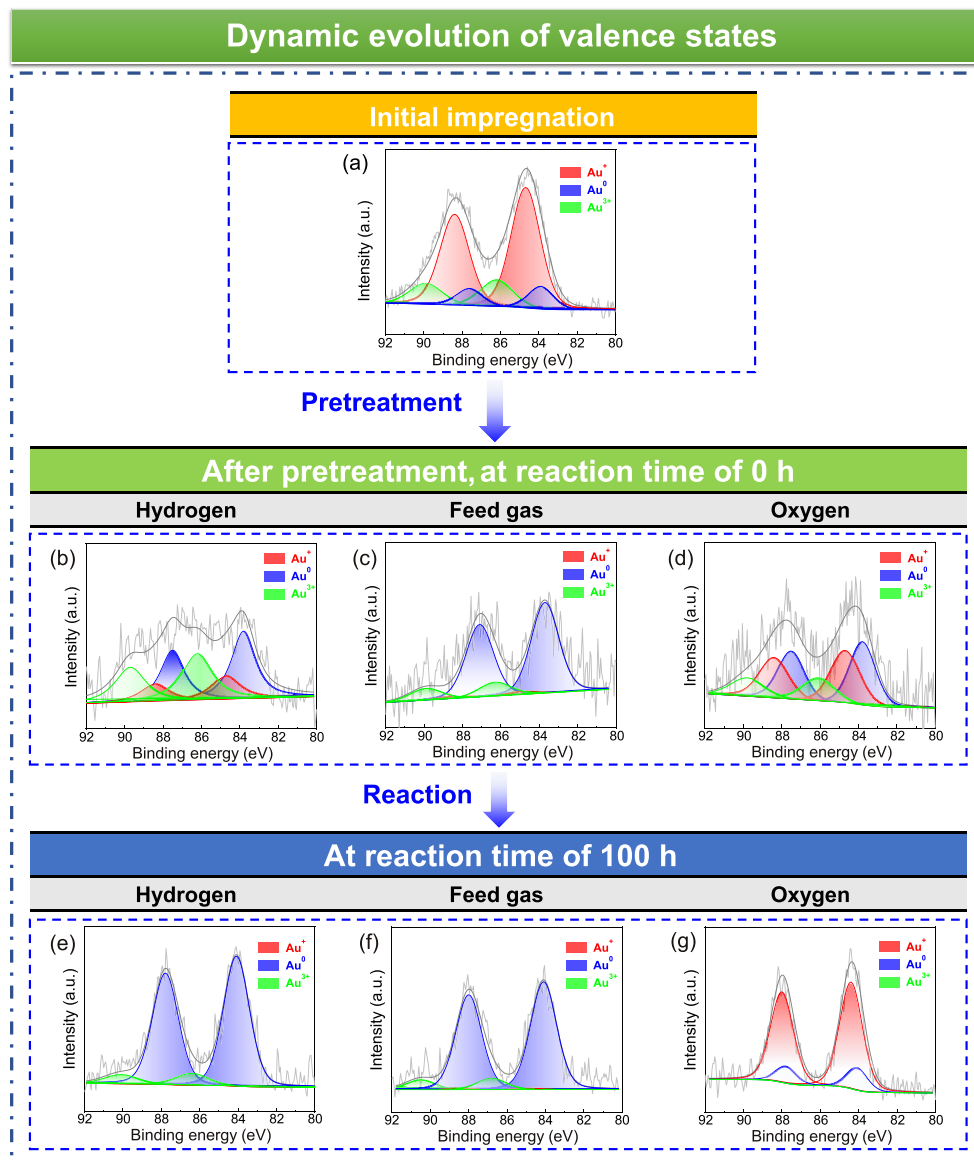 Dynamic evolution of valence states
Initial impregnation
(a)
Au⁺
Au⁰
Au³⁺
Intensity (a.u.)
92 90 88 86 84 82 80
Binding energy (eV)
Pretreatment
After pretreatment, at reaction time of 0 h
Hydrogen Feed gas Oxygen
(b)
Au⁺
Au⁰
Au³⁺
Intensity (a.u.)
92 90 88 86 84 82 80
Binding energy (eV)
(c)
Au⁺
Au⁰
Au³⁺
Intensity (a.u.)
92 90 88 86 84 82 80
Binding energy (eV)
(d)
Au⁺
Au⁰
Au³⁺
Intensity (a.u.)
92 90 88 86 84 82 80
Binding energy (eV)
Reaction
At reaction time of 100 h
Hydrogen Feed gas Oxygen
(e)
Au⁺
Au⁰
Au³⁺
Intensity (a.u.)
92 90 88 86 84 82 80
Binding energy (eV)
(f)
Au⁺
Au⁰
Au³⁺
Intensity (a.u.)
92 90 88 86 84 82 80
Binding energy (eV)
(g)
Au⁺
Au⁰
Au³⁺
Intensity (a.u.)
92 90 88 86 84 82 80
Binding energy (eV)